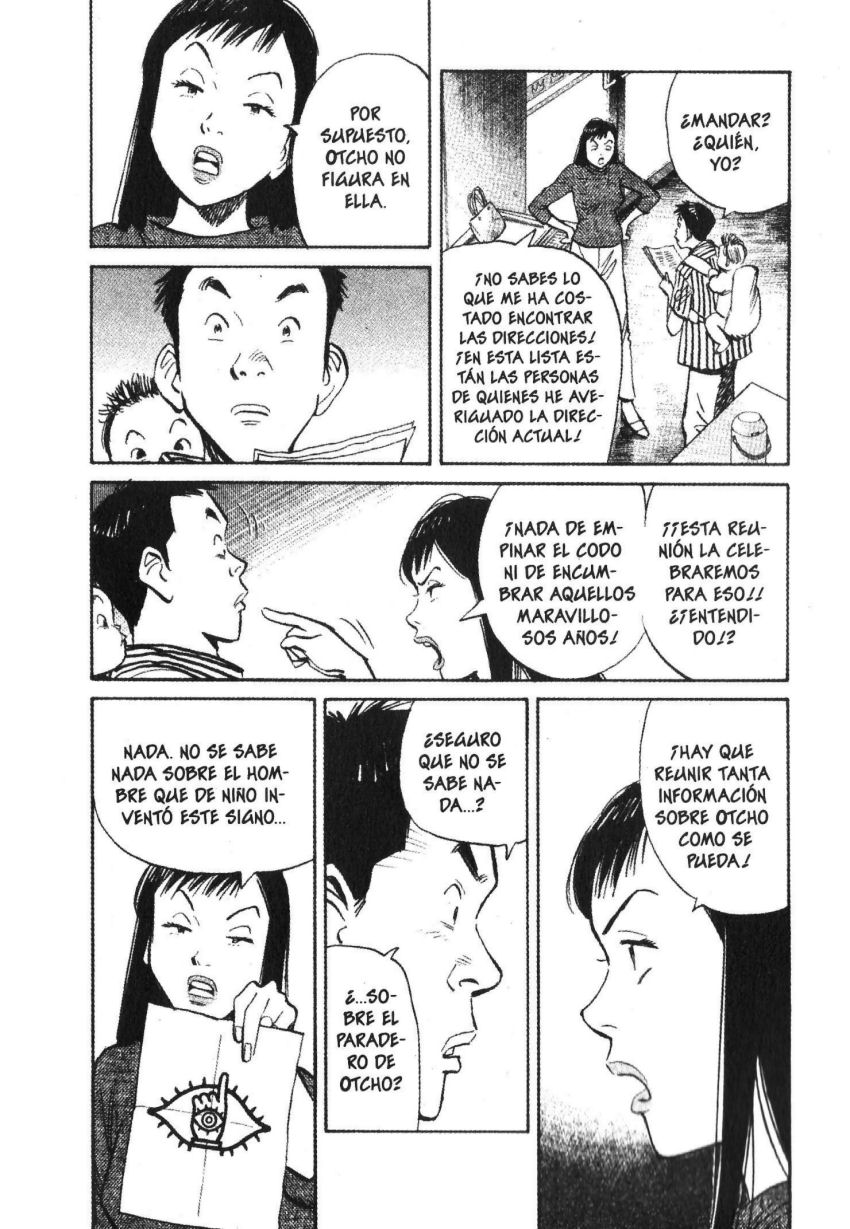 ¿MANDAR?
¿QUIÉN,
YO?
¡NO SABES LO
QUE ME HA COS-
TADO ENCONTRAR
LAS DIRECCIONES!
¡EN ESTA LISTA ES-
TÁN LAS PERSONAS
DE QUIENES HE AVE-
RIGUADO LA DIREC-
CIÓN ACTUAL!
POR
SUPUESTO,
OTCHO NO
FIGURA EN
ELLA.
¡¡ESTA REU-
NIÓN LA CELE-
BRAREMOS
PARA ESO!!
¿¡ENTENDI-
DO!?
¡NADA DE EM-
PINAR EL CODO
NI DE ENCUM-
BRAR AQUELLOS
MARAVILLO-
SOS AÑOS!
¡HAY QUE
REUNIR TANTA
INFORMACIÓN
SOBRE OTCHO
COMO SE
PUEDA!
¿SEGURO
QUE NO SE
SABE NA-
DA...?
¿...SO-
BRE EL
PARADE-
RO DE
OTCHO?
NADA. NO SE SABE
NADA SOBRE EL HOM-
BRE QUE DE NIÑO IN-
VENTÓ ESTE SIGNO...